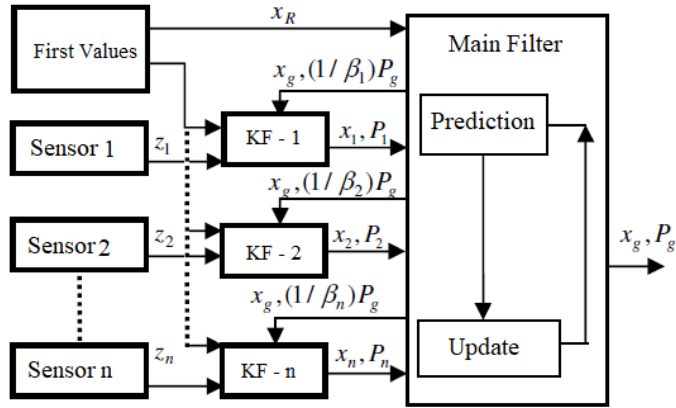 x_R
First Values
Main Filter
x_g, (1/β_1)P_g
Sensor 1
z_1
KF - 1
x_1, P_1
Prediction
x_g, (1/β_2)P_g
Sensor 2
z_2
KF - 2
x_2, P_2
x_g, P_g
x_g, (1/β_n)P_g
Sensor n
z_n
KF - n
x_n, P_n
Update